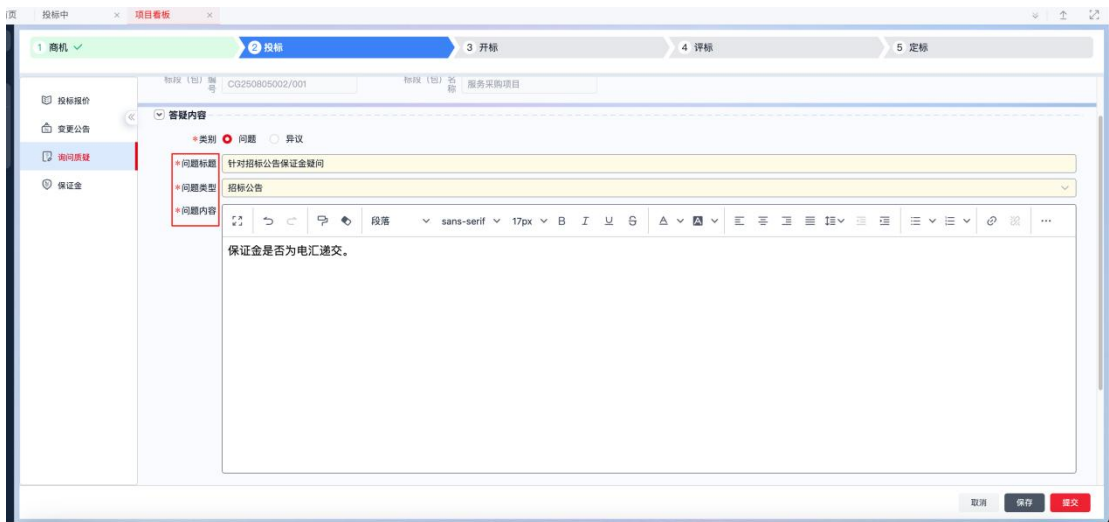 页 投标中 × 项目看板 ×
1 商机 2 投标 3 开标 4 评标 5 定标
标段（包）编号 CG250805002/001 标段（包）名称 服务采购项目
投标报价
变更公告
询问质疑
保证金
答疑内容
*类别 问题 异议
*问题标题 针对招标公告保证金疑问
*问题类型 招标公告
*问题内容
段落 sans-serif 17px B I U S A A ...
保证金是否为电汇递交。
取消 保存 提交